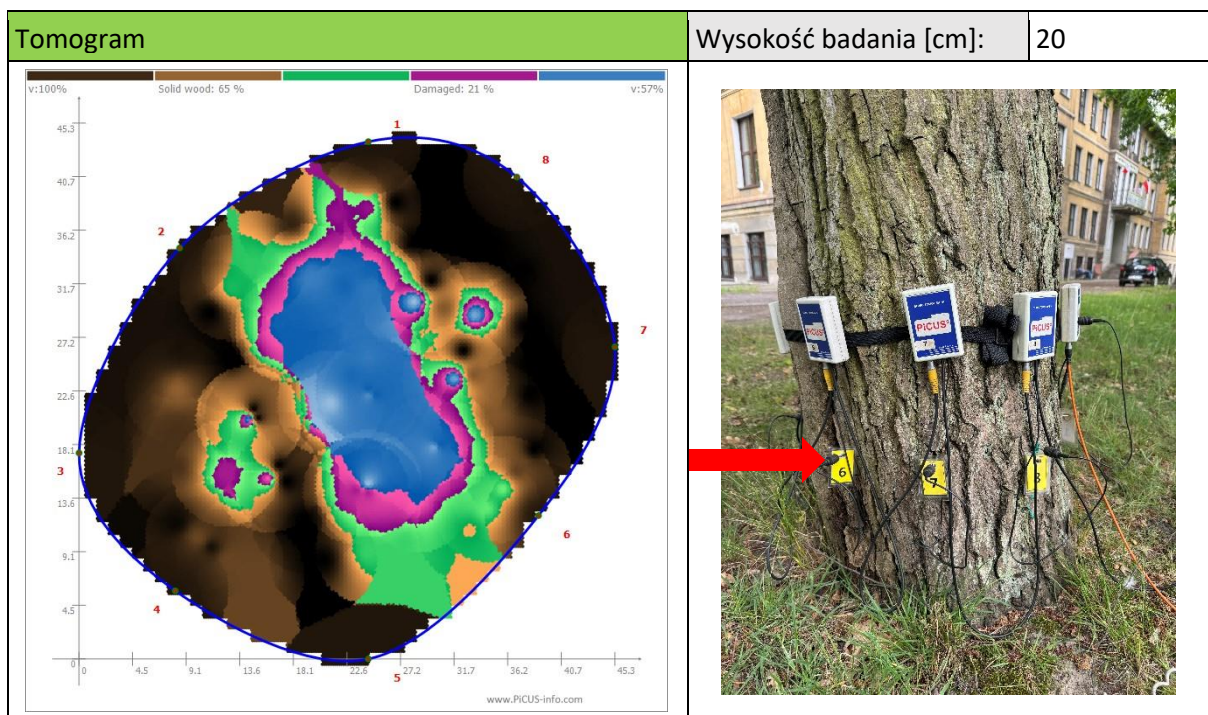 Tomogram
Wysokość badania [cm]: 20
v:100% Solid wood: 65 % Damaged: 21 % v:57%
45.3
40.7
36.2
31.7
27.2
22.6
18.1
13.6
9.1
4.5
0
0 4.5 9.1 13.6 18.1 22.6 27.2 31.7 36.2 40.7 45.3
1
8
2
7
3
6
4
5
www.PiCUS-info.com
PiCUS³
PiCUS
7
PiCUS
6
7
8